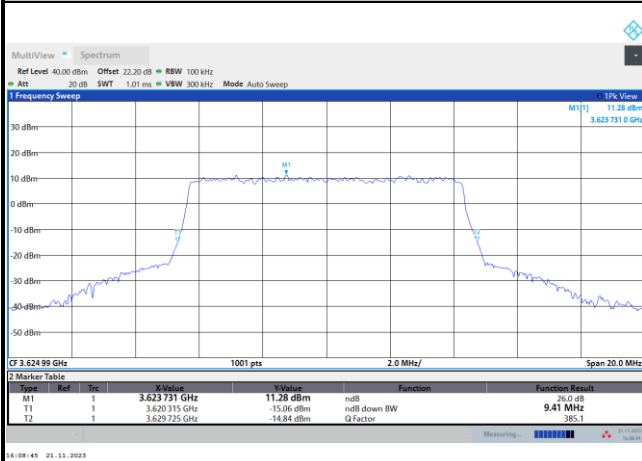 MultiView Spectrum
Ref Level 40.00 dBm Offset 22.20 dB RBW 100 kHz
Att 20 dB SWT 1.01 ms VBW 300 kHz Mode Auto Sweep
1 Frequency Sweep 1Pk View
M1[1] 11.28 dBm
3.623 731 0 GHz
30 dBm
20 dBm
M1
10 dBm
0 dBm
-10 dBm
T1 T2
-20 dBm
-30 dBm
-40 dBm
-50 dBm
CF 3.624 99 GHz 1001 pts 2.0 MHz/ Span 20.0 MHz
2 Marker Table
Type Ref Trc X-Value Y-Value Function Function Result
M1 1 3.623 731 GHz 11.28 dBm ndB 26.0 dB
T1 1 3.620 315 GHz -15.06 dBm ndB down BW 9.41 MHz
T2 1 3.629 725 GHz -14.84 dBm Q Factor 385.1
Measuring... 21.11.2023
16:08:45 21.11.2023